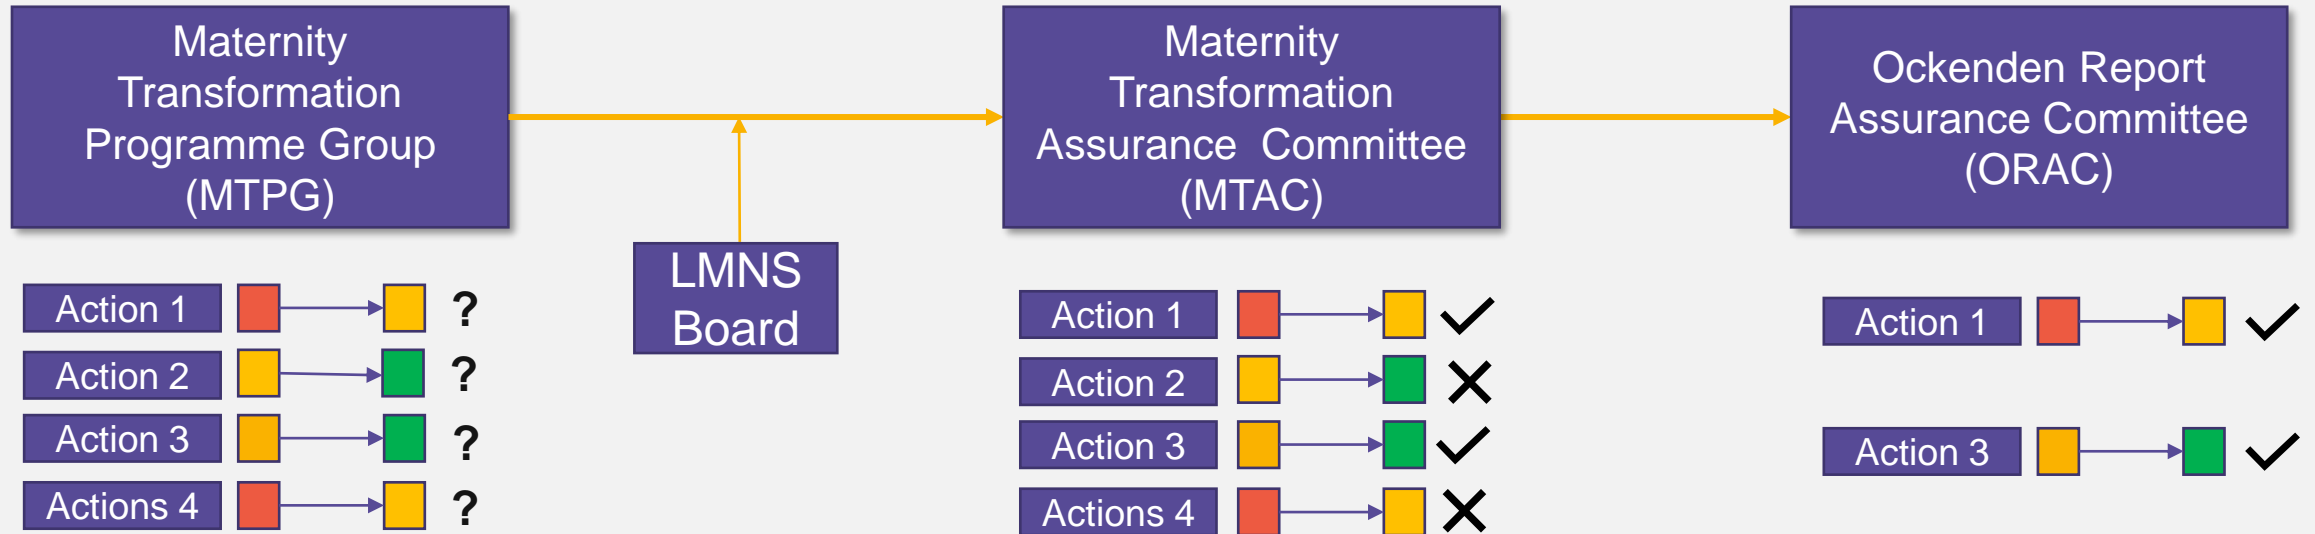 Maternity
Transformation
Programme Group
(MTPG)
LMNS
Board
Maternity
Transformation
Assurance  Committee
(MTAC)
Ockenden Report
Assurance Committee
(ORAC)
Action 1
?
Action 2
?
Action 3
?
Actions 4
?
Action 1
Action 2
Action 3
Actions 4
Action 1
Action 3